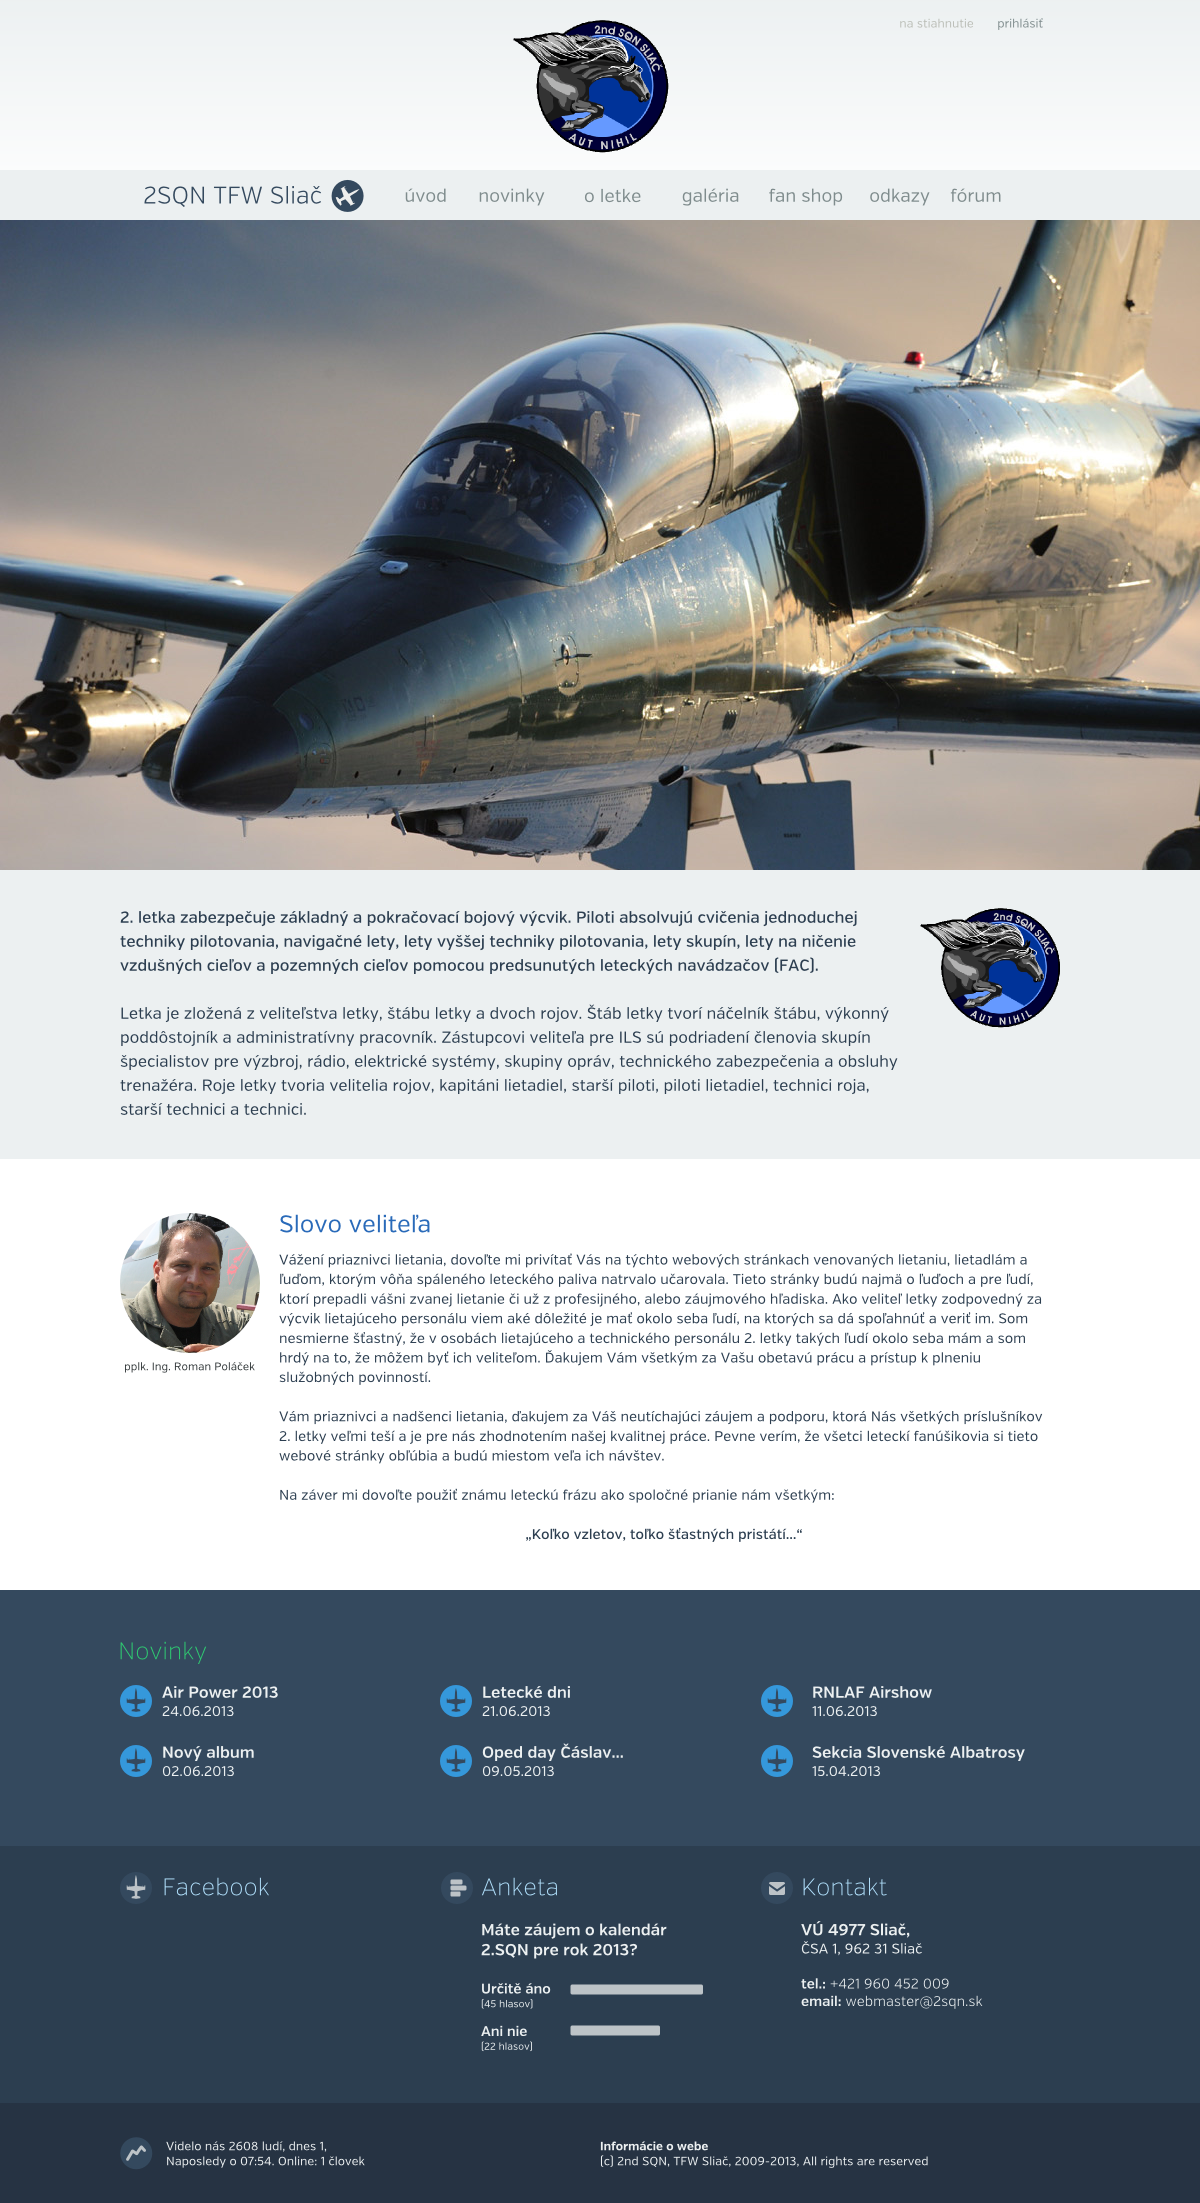 na stiahnutie prihlásiť
2nd SQN SLIAČ
AUT NIHIL
2SQN TFW Sliač úvod novinky o letke galéria fan shop odkazy fórum
2. letka zabezpečuje základný a pokračovací bojový výcvik. Piloti absolvujú cvičenia jednoduchej
techniky pilotovania, navigačné lety, lety vyššej techniky pilotovania, lety skupín, lety na ničenie
vzdušných cieľov a pozemných cieľov pomocou predsunutých leteckých navádzačov (FAC).
2nd SQN SLIAČ
AUT NIHIL
Letka je zložená z veliteľstva letky, štábu letky a dvoch rojov. Štáb letky tvorí náčelník štábu, výkonný
poddôstojník a administratívny pracovník. Zástupcovi veliteľa pre ILS sú podriadení členovia skupín
špecialistov pre výzbroj, rádio, elektrické systémy, skupiny opráv, technického zabezpečenia a obsluhy
trenažéra. Roje letky tvoria velitelia rojov, kapitáni lietadiel, starší piloti, piloti lietadiel, technici roja,
starší technici a technici.
Slovo veliteľa
Vážení priaznivci lietania, dovoľte mi privítať Vás na týchto webových stránkach venovaných lietaniu, lietadlám a
ľuďom, ktorým vôňa spáleného leteckého paliva natrvalo učarovala. Tieto stránky budú najmä o ľuďoch a pre ľudí,
ktorí prepadli vášni zvanej lietanie či už z profesijného, alebo záujmového hľadiska. Ako veliteľ letky zodpovedný za
výcvik lietajúceho personálu viem aké dôležité je mať okolo seba ľudí, na ktorých sa dá spoľahnúť a veriť im. Som
nesmierne šťastný, že v osobách lietajúceho a technického personálu 2. letky takých ľudí okolo seba mám a som
hrdý na to, že môžem byť ich veliteľom. Ďakujem Vám všetkým za Vašu obetavú prácu a prístup k plneniu
služobných povinností.
pplk. Ing. Roman Poláček
Vám priaznivci a nadšenci lietania, ďakujem za Váš neutíchajúci záujem a podporu, ktorá Nás všetkých príslušníkov
2. letky veľmi teší a je pre nás zhodnotením našej kvalitnej práce. Pevne verím, že všetci leteckí fanúšikovia si tieto
webové stránky obľúbia a budú miestom veľa ich návštev.
Na záver mi dovoľte použiť známu leteckú frázu ako spoločné prianie nám všetkým:
„Koľko vzletov, toľko šťastných pristátí...“
Novinky
Air Power 2013
24.06.2013
Letecké dni
21.06.2013
RNLAF Airshow
11.06.2013
Nový album
02.06.2013
Oped day Čáslav...
09.05.2013
Sekcia Slovenské Albatrosy
15.04.2013
Facebook
Anketa
Máte záujem o kalendár
2.SQN pre rok 2013?
Určitě áno
(45 hlasov)
Ani nie
(22 hlasov)
Kontakt
VÚ 4977 Sliač,
ČSA 1, 962 31 Sliač
tel.: +421 960 452 009
email: webmaster@2sqn.sk
Videlo nás 2608 ludí, dnes 1,
Naposledy o 07:54. Online: 1 človek
Informácie o webe
(c) 2nd SQN, TFW Sliač, 2009-2013, All rights are reserved